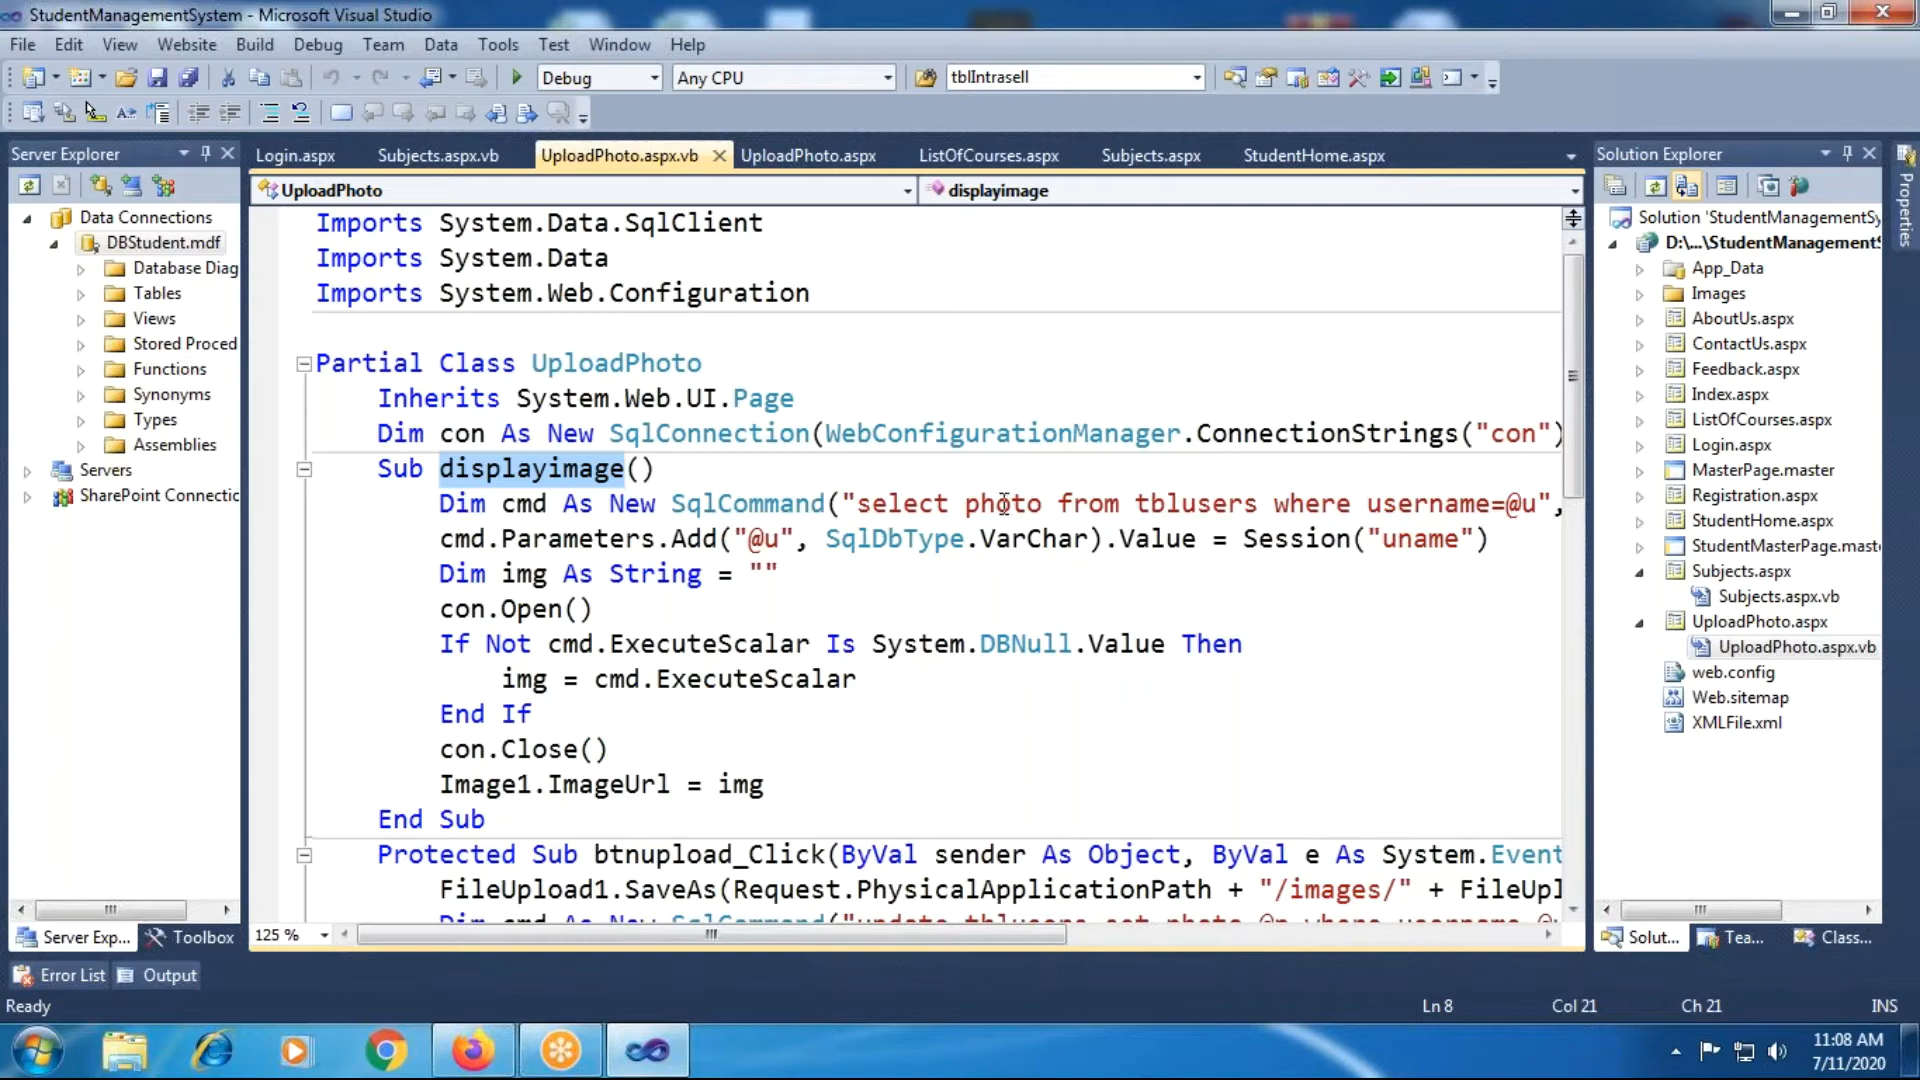 StudentManagementSystem - Microsoft Visual Studio
File Edit View Website Build Debug Team Data Tools Test Window Help
Debug Any CPU tblIntrasell
Server Explorer
Login.aspx Subjects.aspx.vb UploadPhoto.aspx.vb UploadPhoto.aspx ListOfCourses.aspx Subjects.aspx StudentHome.aspx
Solution Explorer
Properties
UploadPhoto displayimage
Data Connections
DBStudent.mdf
Database Diag
Tables
Views
Stored Proced
Functions
Synonyms
Types
Assemblies
Servers
SharePoint Connectic
Imports System.Data.SqlClient
Imports System.Data
Imports System.Web.Configuration
Partial Class UploadPhoto
Inherits System.Web.UI.Page
Dim con As New SqlConnection(WebConfigurationManager.ConnectionStrings("con")
Sub displayimage()
Dim cmd As New SqlCommand("select photo from tblusers where username=@u",
cmd.Parameters.Add("@u", SqlDbType.VarChar).Value = Session("uname")
Dim img As String = ""
con.Open()
If Not cmd.ExecuteScalar Is System.DBNull.Value Then
img = cmd.ExecuteScalar
End If
con.Close()
Image1.ImageUrl = img
End Sub
Protected Sub btnupload_Click(ByVal sender As Object, ByVal e As System.Event
FileUpload1.SaveAs(Request.PhysicalApplicationPath + "/images/" + FileUpl
Dim cmd As New SqlCommand("update tblusers set photo
Solution 'StudentManagementSy
D:\...\StudentManagementS
App_Data
Images
AboutUs.aspx
ContactUs.aspx
Feedback.aspx
Index.aspx
ListOfCourses.aspx
Login.aspx
MasterPage.master
Registration.aspx
StudentHome.aspx
StudentMasterPage.mast
Subjects.aspx
Subjects.aspx.vb
UploadPhoto.aspx
UploadPhoto.aspx.vb
web.config
Web.sitemap
XMLFile.xml
Server Exp... Toolbox
125 %
Solut... Tea... Class...
Error List Output
Ready Ln 8 Col 21 Ch 21 INS
11:08 AM
7/11/2020